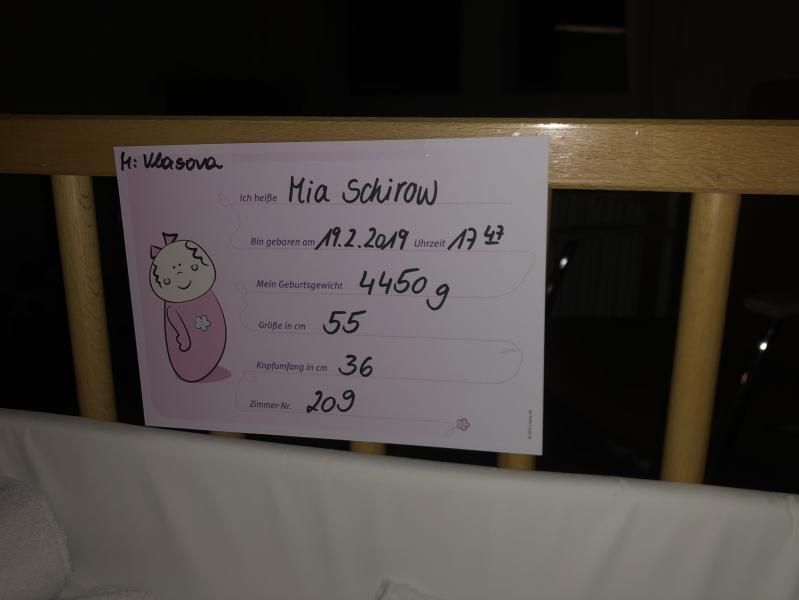 M: Vlasova
Ich heiße Mia Schirow
Bin geboren am 19.2.2019 Uhrzeit 17 47
Mein Geburtsgewicht 4450 g
Größe in cm 55
Kopfumfang in cm 36
Zimmer-Nr. 209